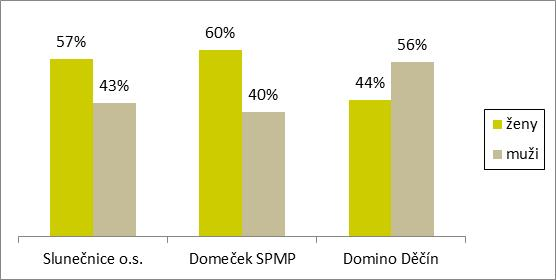 57%
43%
60%
40%
44%
56%
ženy
muži
Slunečnice o.s.
Domeček SPMP
Domino Děčín